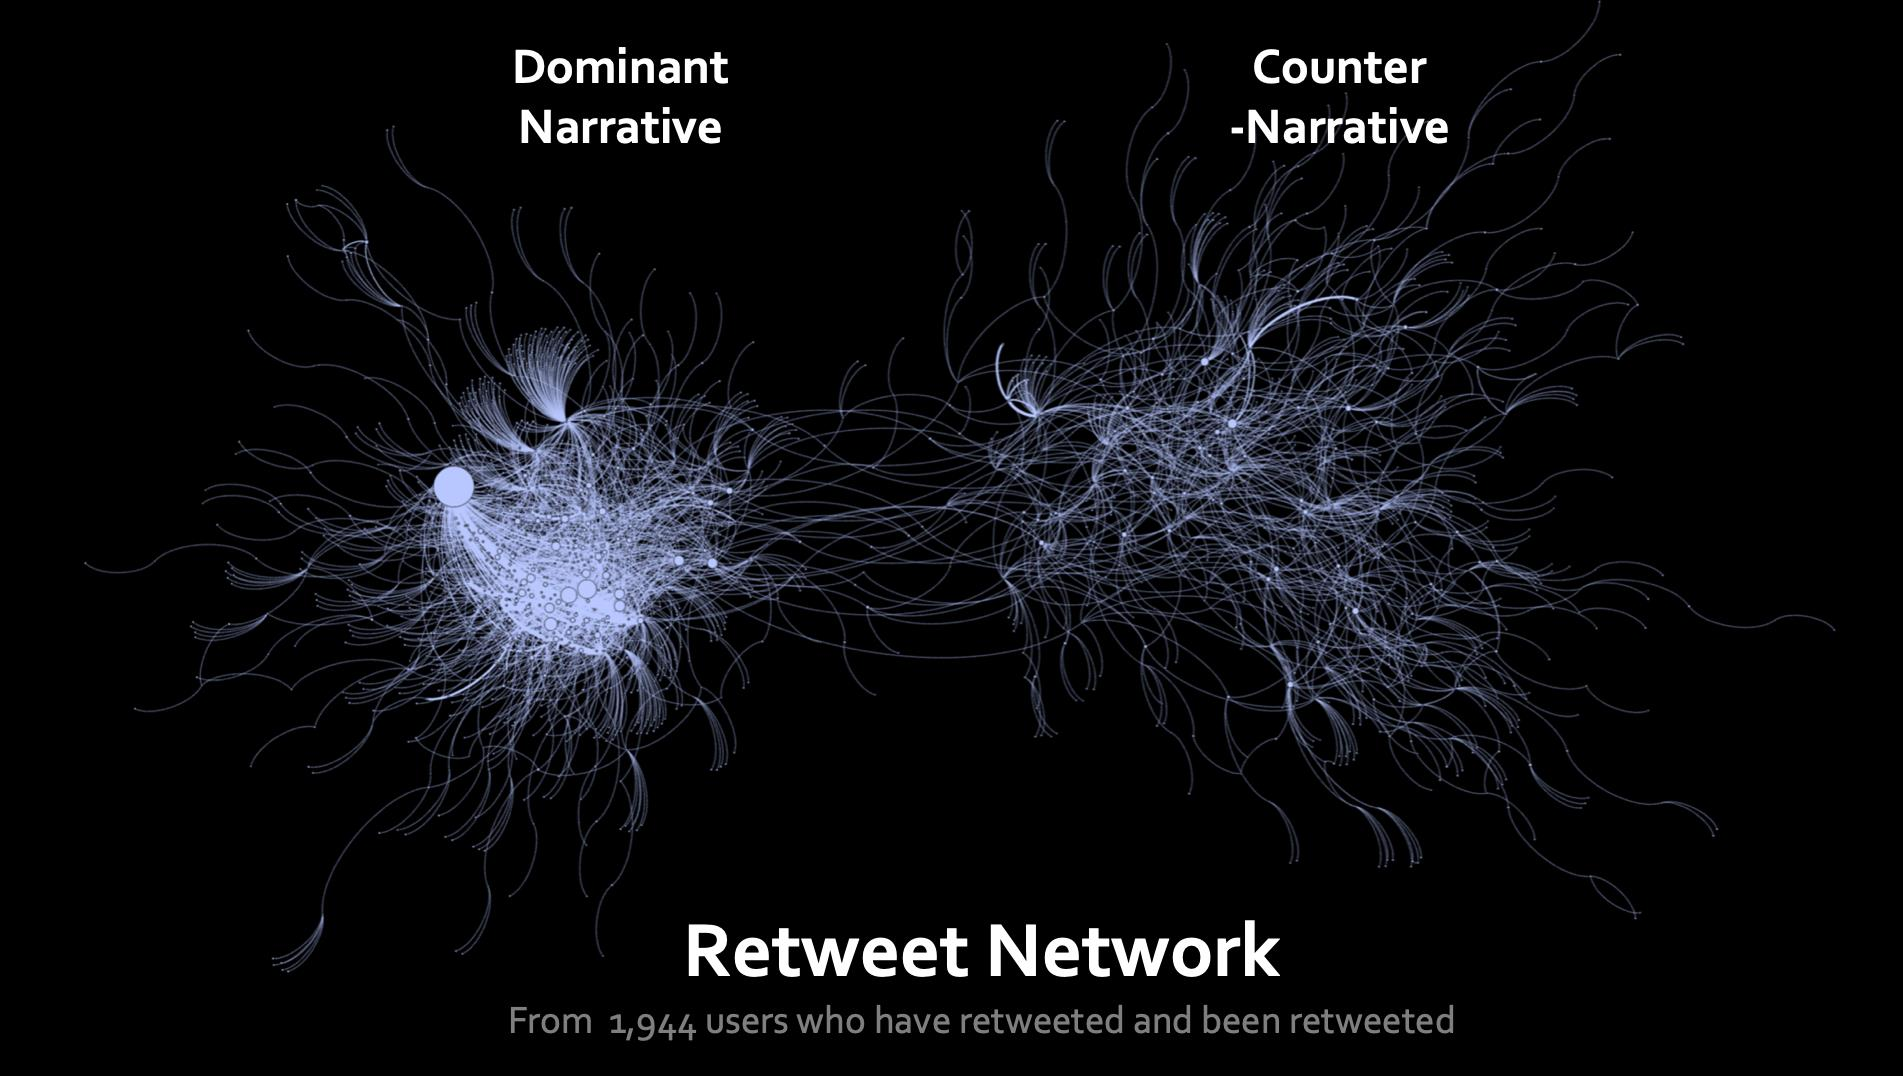 Dominant
Narrative
Counter
-Narrative
Retweet Network
From 1,944 users who have retweeted and been retweeted